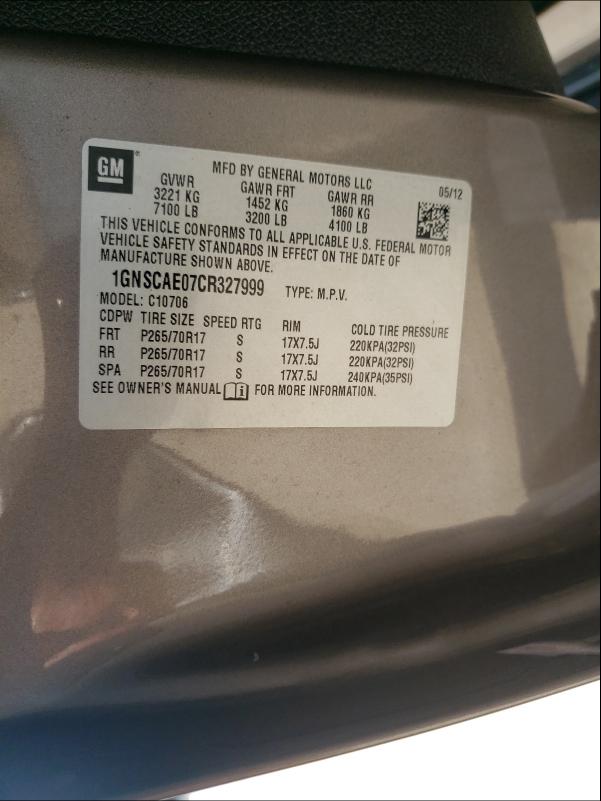 GM
MFD BY GENERAL MOTORS LLC 05/12
GVWR GAWR FRT GAWR RR
3221 KG 1452 KG 1860 KG
7100 LB 3200 LB 4100 LB
THIS VEHICLE CONFORMS TO ALL APPLICABLE U.S. FEDERAL MOTOR
VEHICLE SAFETY STANDARDS IN EFFECT ON THE DATE OF
MANUFACTURE SHOWN ABOVE.
1GNSCAE07CR327999 TYPE: M.P.V.
MODEL: C10706
CDPW TIRE SIZE SPEED RTG RIM COLD TIRE PRESSURE
FRT P265/70R17 S 17X7.5J 220KPA(32PSI)
RR P265/70R17 S 17X7.5J 220KPA(32PSI)
SPA P265/70R17 S 17X7.5J 240KPA(35PSI)
SEE OWNER'S MANUAL i FOR MORE INFORMATION.